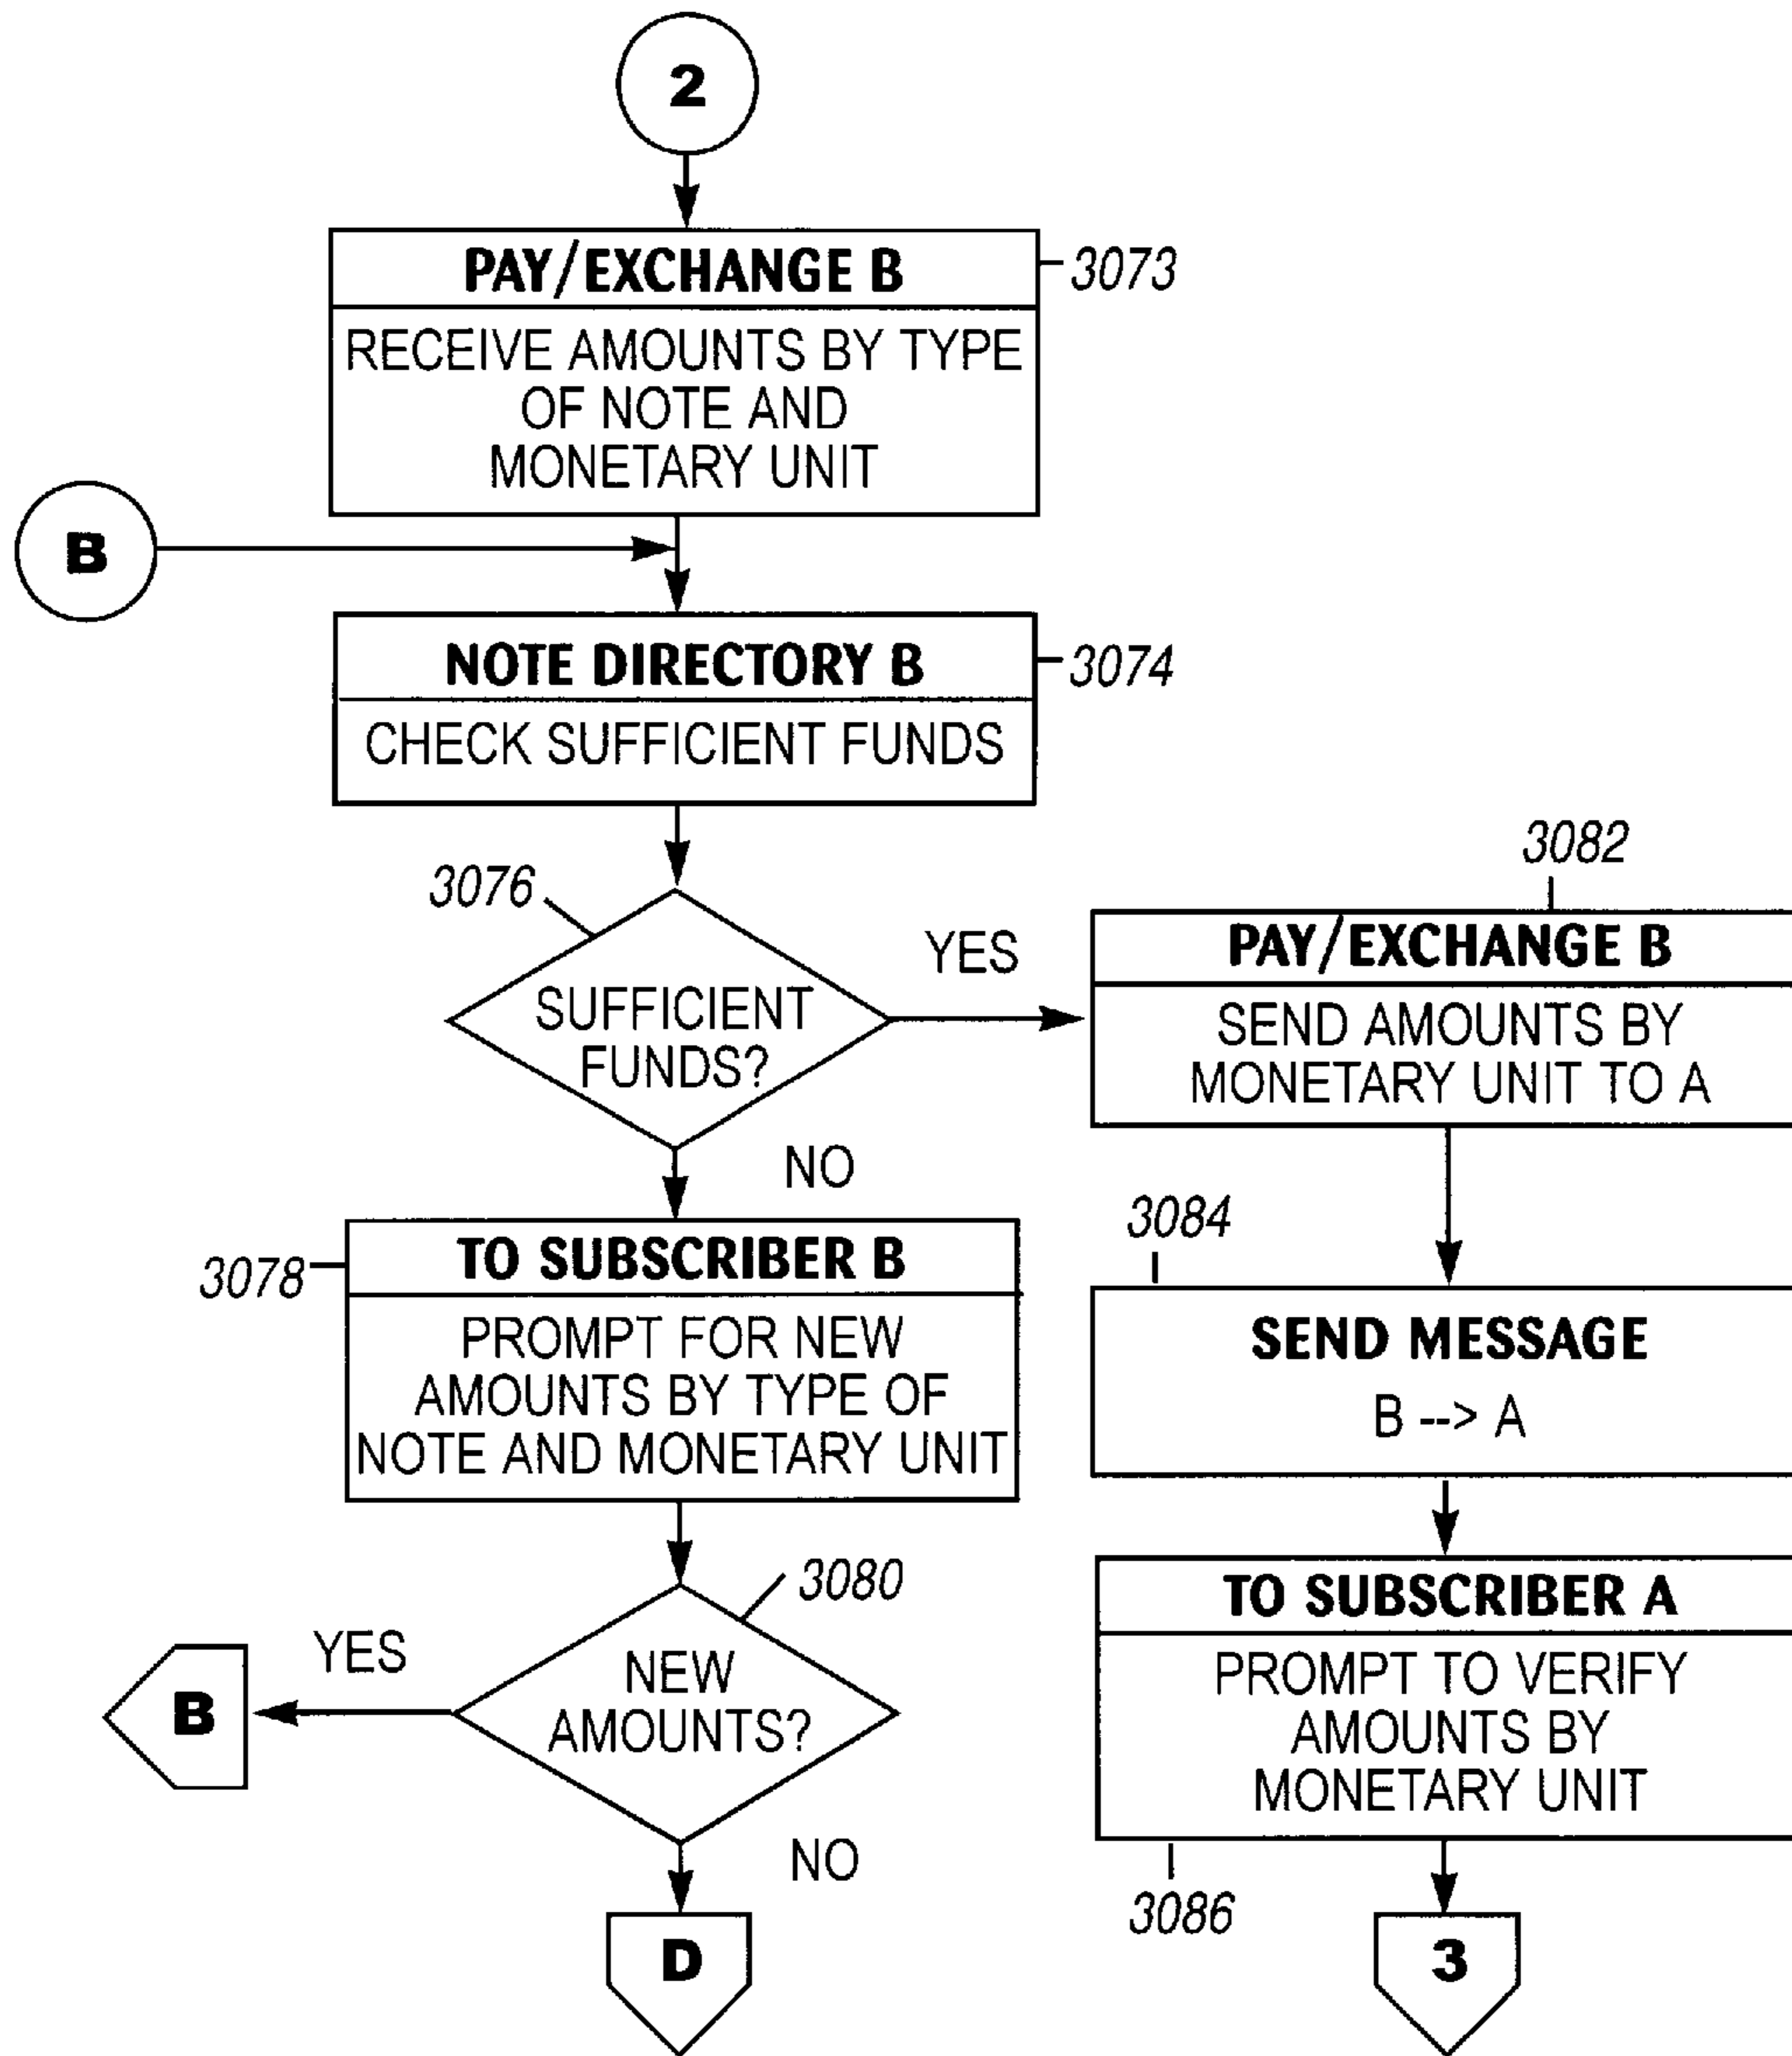 2
PAY/EXCHANGE B
3073
RECEIVE AMOUNTS BY TYPE
OF NOTE AND
MONETARY UNIT
B
NOTE DIRECTORY B
3074
CHECK SUFFICIENT FUNDS
3076
SUFFICIENT
FUNDS?
YES
NO
3082
PAY/EXCHANGE B
SEND AMOUNTS BY
MONETARY UNIT TO A
3078
TO SUBSCRIBER B
PROMPT FOR NEW
AMOUNTS BY TYPE OF
NOTE AND MONETARY UNIT
3084
SEND MESSAGE
B --> A
3080
NEW
AMOUNTS?
YES
B
NO
D
TO SUBSCRIBER A
PROMPT TO VERIFY
AMOUNTS BY
MONETARY UNIT
3086
3